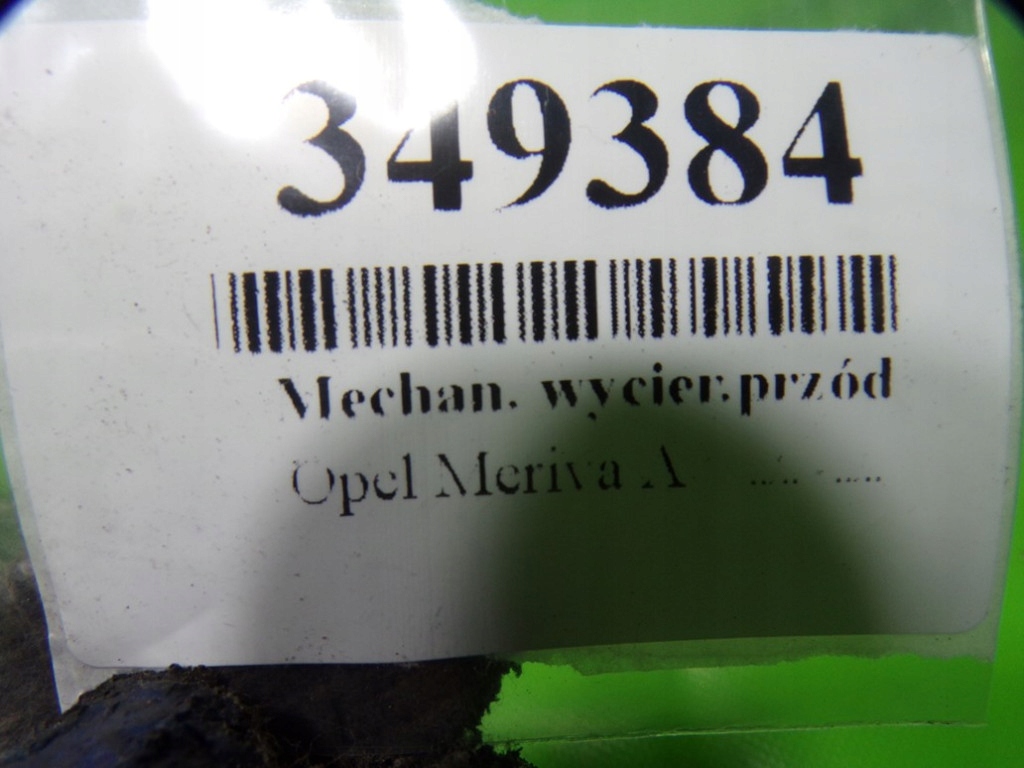 349384
Mechan. wycier.przód
Opel Meriva A